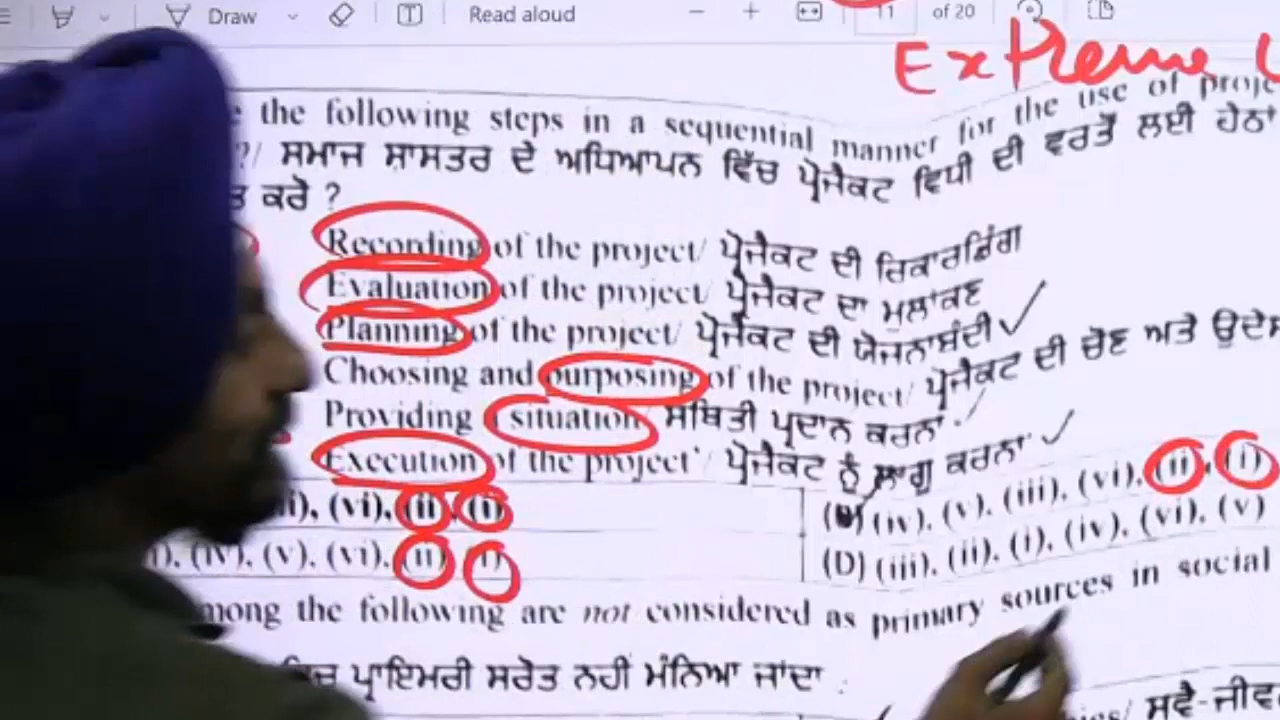 Draw Read aloud 11 of 20
Extreme
the following steps in a sequential manner for the use of proje
?/ ਸਮਾਜ ਸ਼ਾਸਤਰ ਦੇ ਅਧਿਆਪਨ ਵਿੱਚ ਪ੍ਰੋਜੈਕਟ ਵਿਧੀ ਦੀ ਵਰਤੋਂ ਲਈ ਹੇਠਾਂ
ਕਰੋ ?
Recording of the project/ ਪ੍ਰੋਜੈਕਟ ਦੀ ਰਿਕਾਰਡਿੰਗ
Evaluation of the project/ ਪ੍ਰੋਜੈਕਟ ਦਾ ਮੁਲਾਂਕਣ
Planning of the project/ ਪ੍ਰੋਜੈਕਟ ਦੀ ਯੋਜਨਾਬੰਦੀ
Choosing and purposing of the project/ ਪ੍ਰੋਜੈਕਟ ਦੀ ਚੋਣ ਅਤੇ ਉਦੇਸ਼
Providing situation/ ਸਥਿਤੀ ਪ੍ਰਦਾਨ ਕਰਨਾ
Execution of the project/ ਪ੍ਰੋਜੈਕਟ ਨੂੰ ਲਾਗੂ ਕਰਨਾ
(vi), (ii), (i)
(B) (iv), (v), (iii), (vi), (ii), (i)
(iv), (v), (vi), (ii), (i)
(D) (iii), (ii), (i), (iv), (vi), (v)
mong the following are not considered as primary sources in social
ਪ੍ਰਾਇਮਰੀ ਸਰੋਤ ਨਹੀਂ ਮੰਨਿਆ ਜਾਂਦਾ
ਸਵੈ-ਜੀਵ